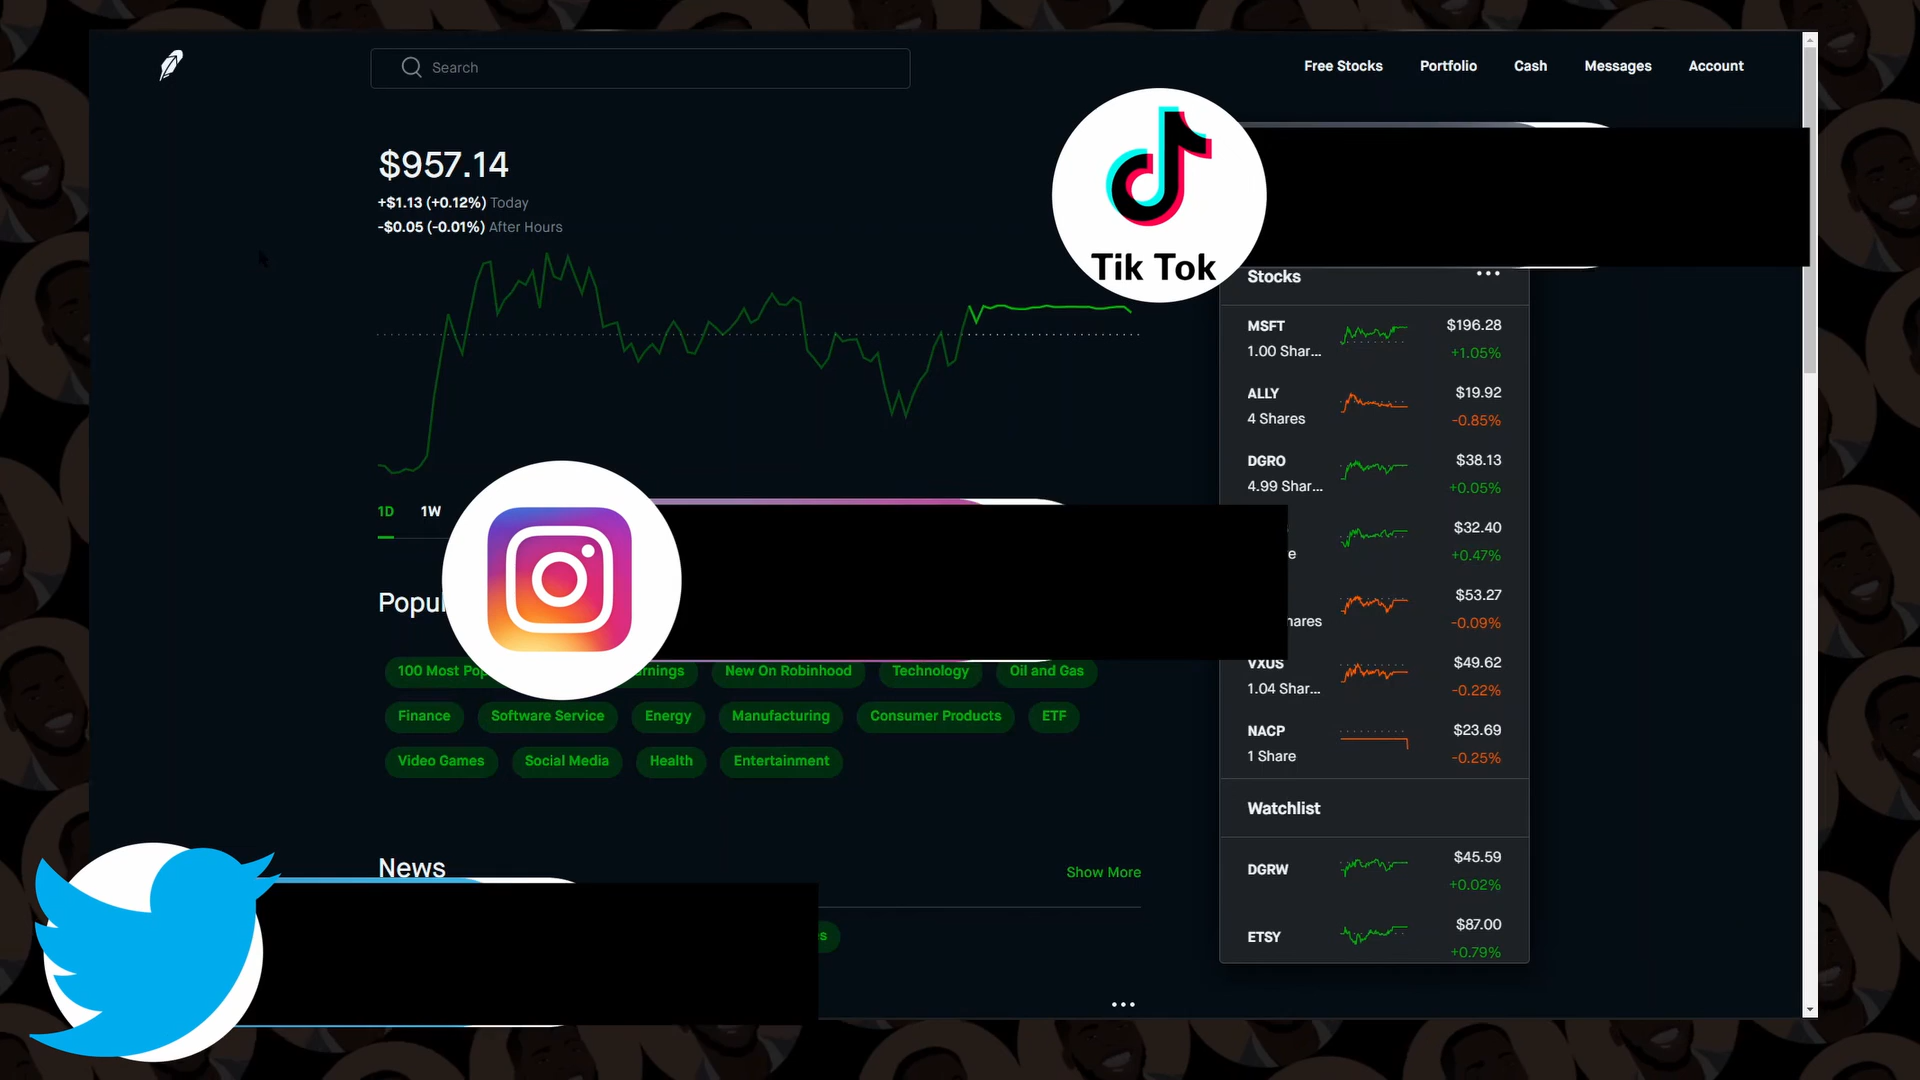 Search
Free Stocks
Portfolio
Cash
Messages
Account
$957.14
+$1.13 (+0.12%) Today
-$0.05 (-0.01%) After Hours
Tik Tok
1D
1W
Stocks
MSFT
1.00 Shar...
$196.28
+1.05%
ALLY
4 Shares
$19.92
-0.85%
DGRO
4.99 Shar...
$38.13
+0.05%
$32.40
+0.47%
$53.27
-0.09%
VXUS
1.04 Shar...
$49.62
-0.22%
NACP
1 Share
$23.69
-0.25%
Watchlist
DGRW
$45.59
+0.02%
ETSY
$87.00
+0.79%
100 Most
New On Robinhood
Technology
Oil and Gas
Finance
Software Service
Energy
Manufacturing
Consumer Products
ETF
Video Games
Social Media
Health
Entertainment
News
Show More